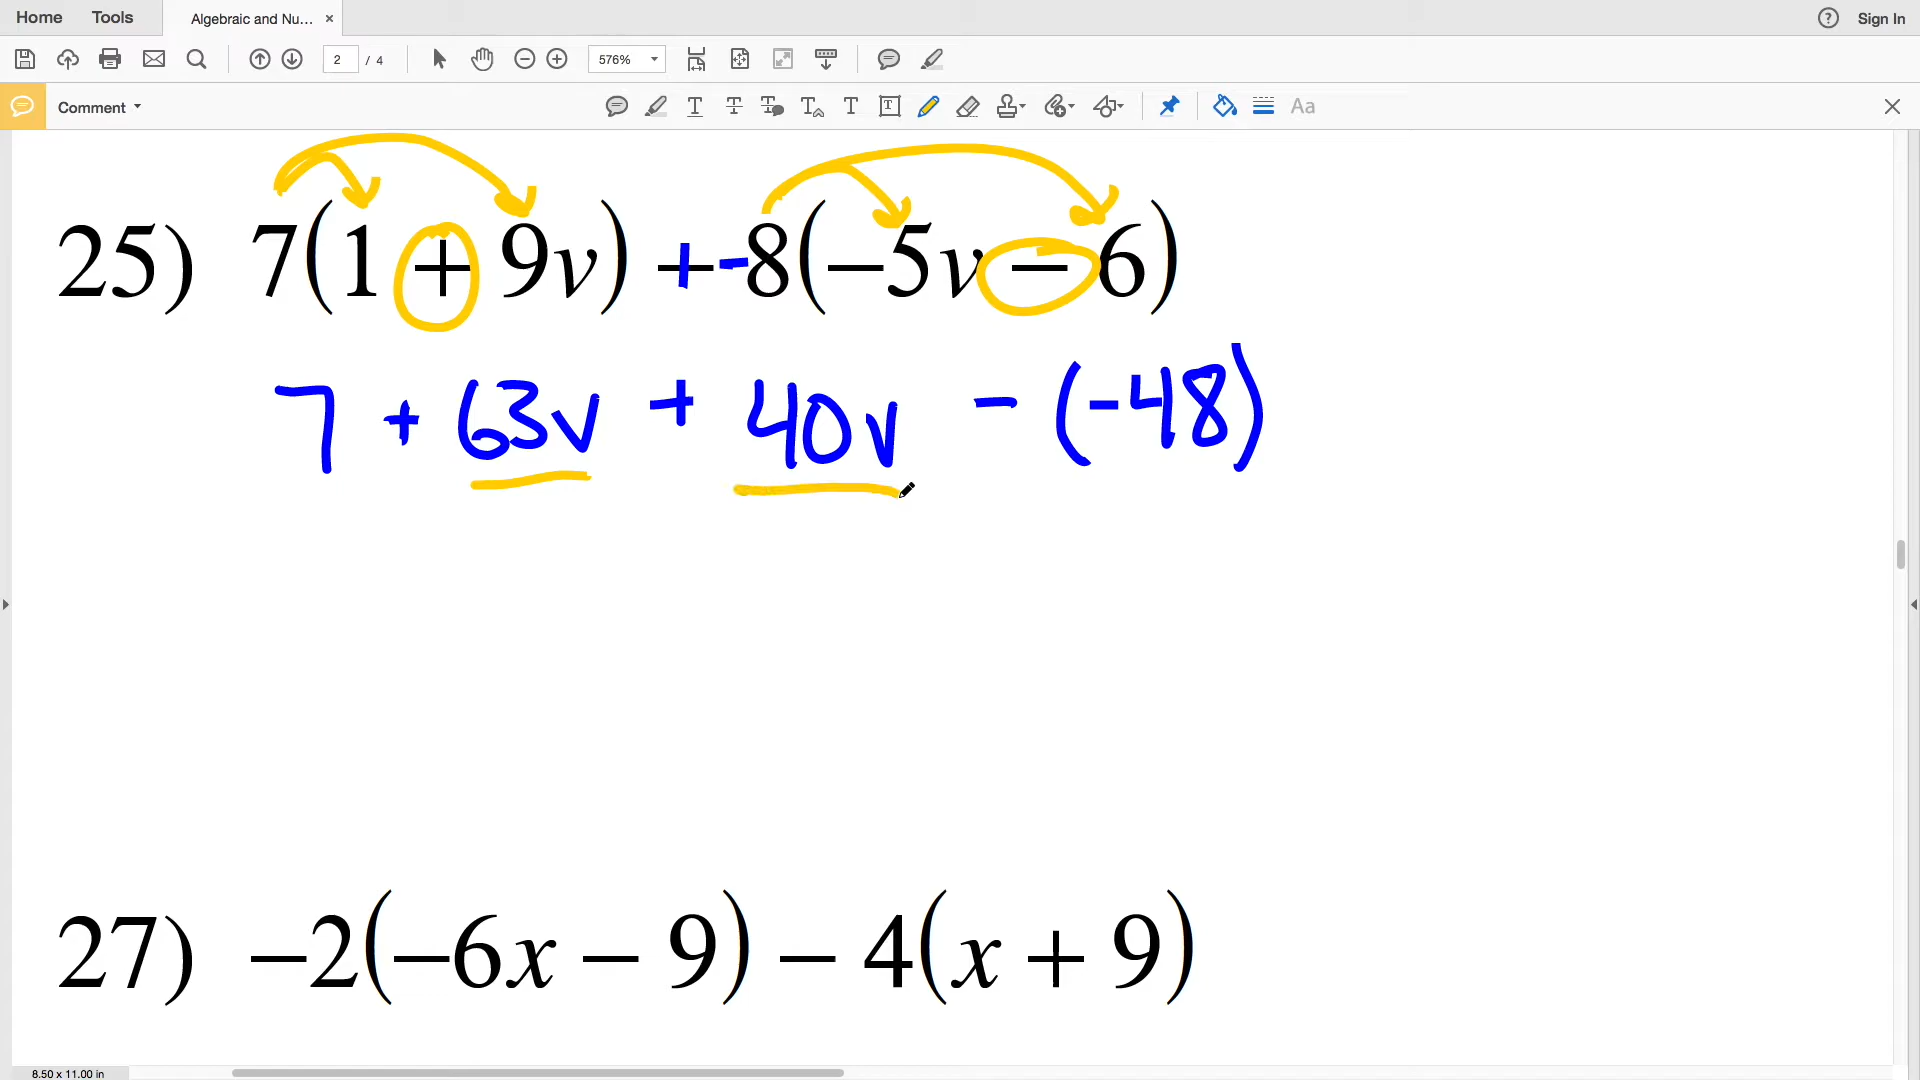 Home Tools Algebraic and Nu... × ? Sign In
2 / 4 576%
Comment T T T T T T Aa
25) 7(1 + 9v) +-8(−5v − 6)
7 + 63v + 40v - (-48)
27) −2(−6x − 9) − 4(x + 9)
8.50 x 11.00 in